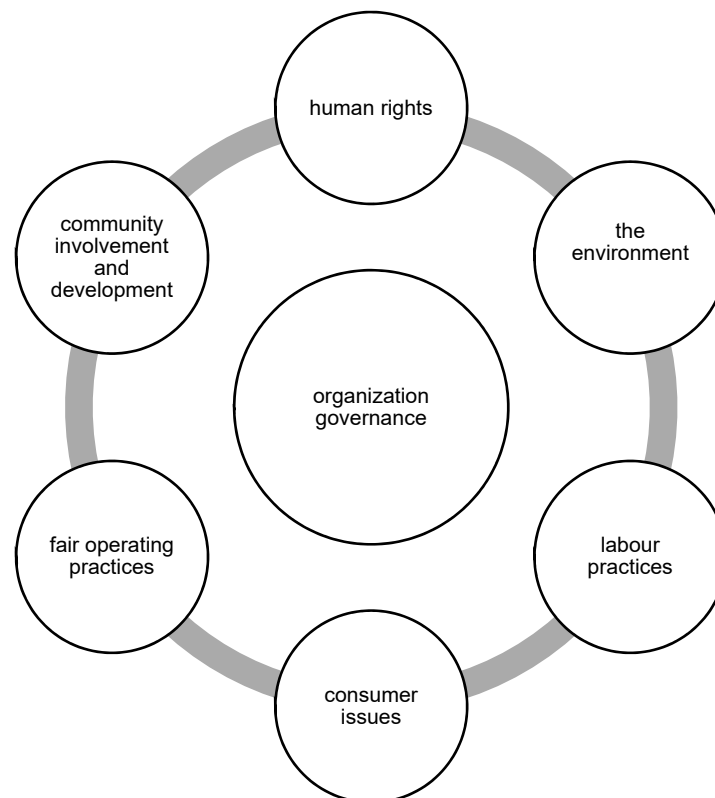 human rights
the
environment
labour
practices
consumer
issues
fair operating
practices
community
involvement
and
development
organization
governance